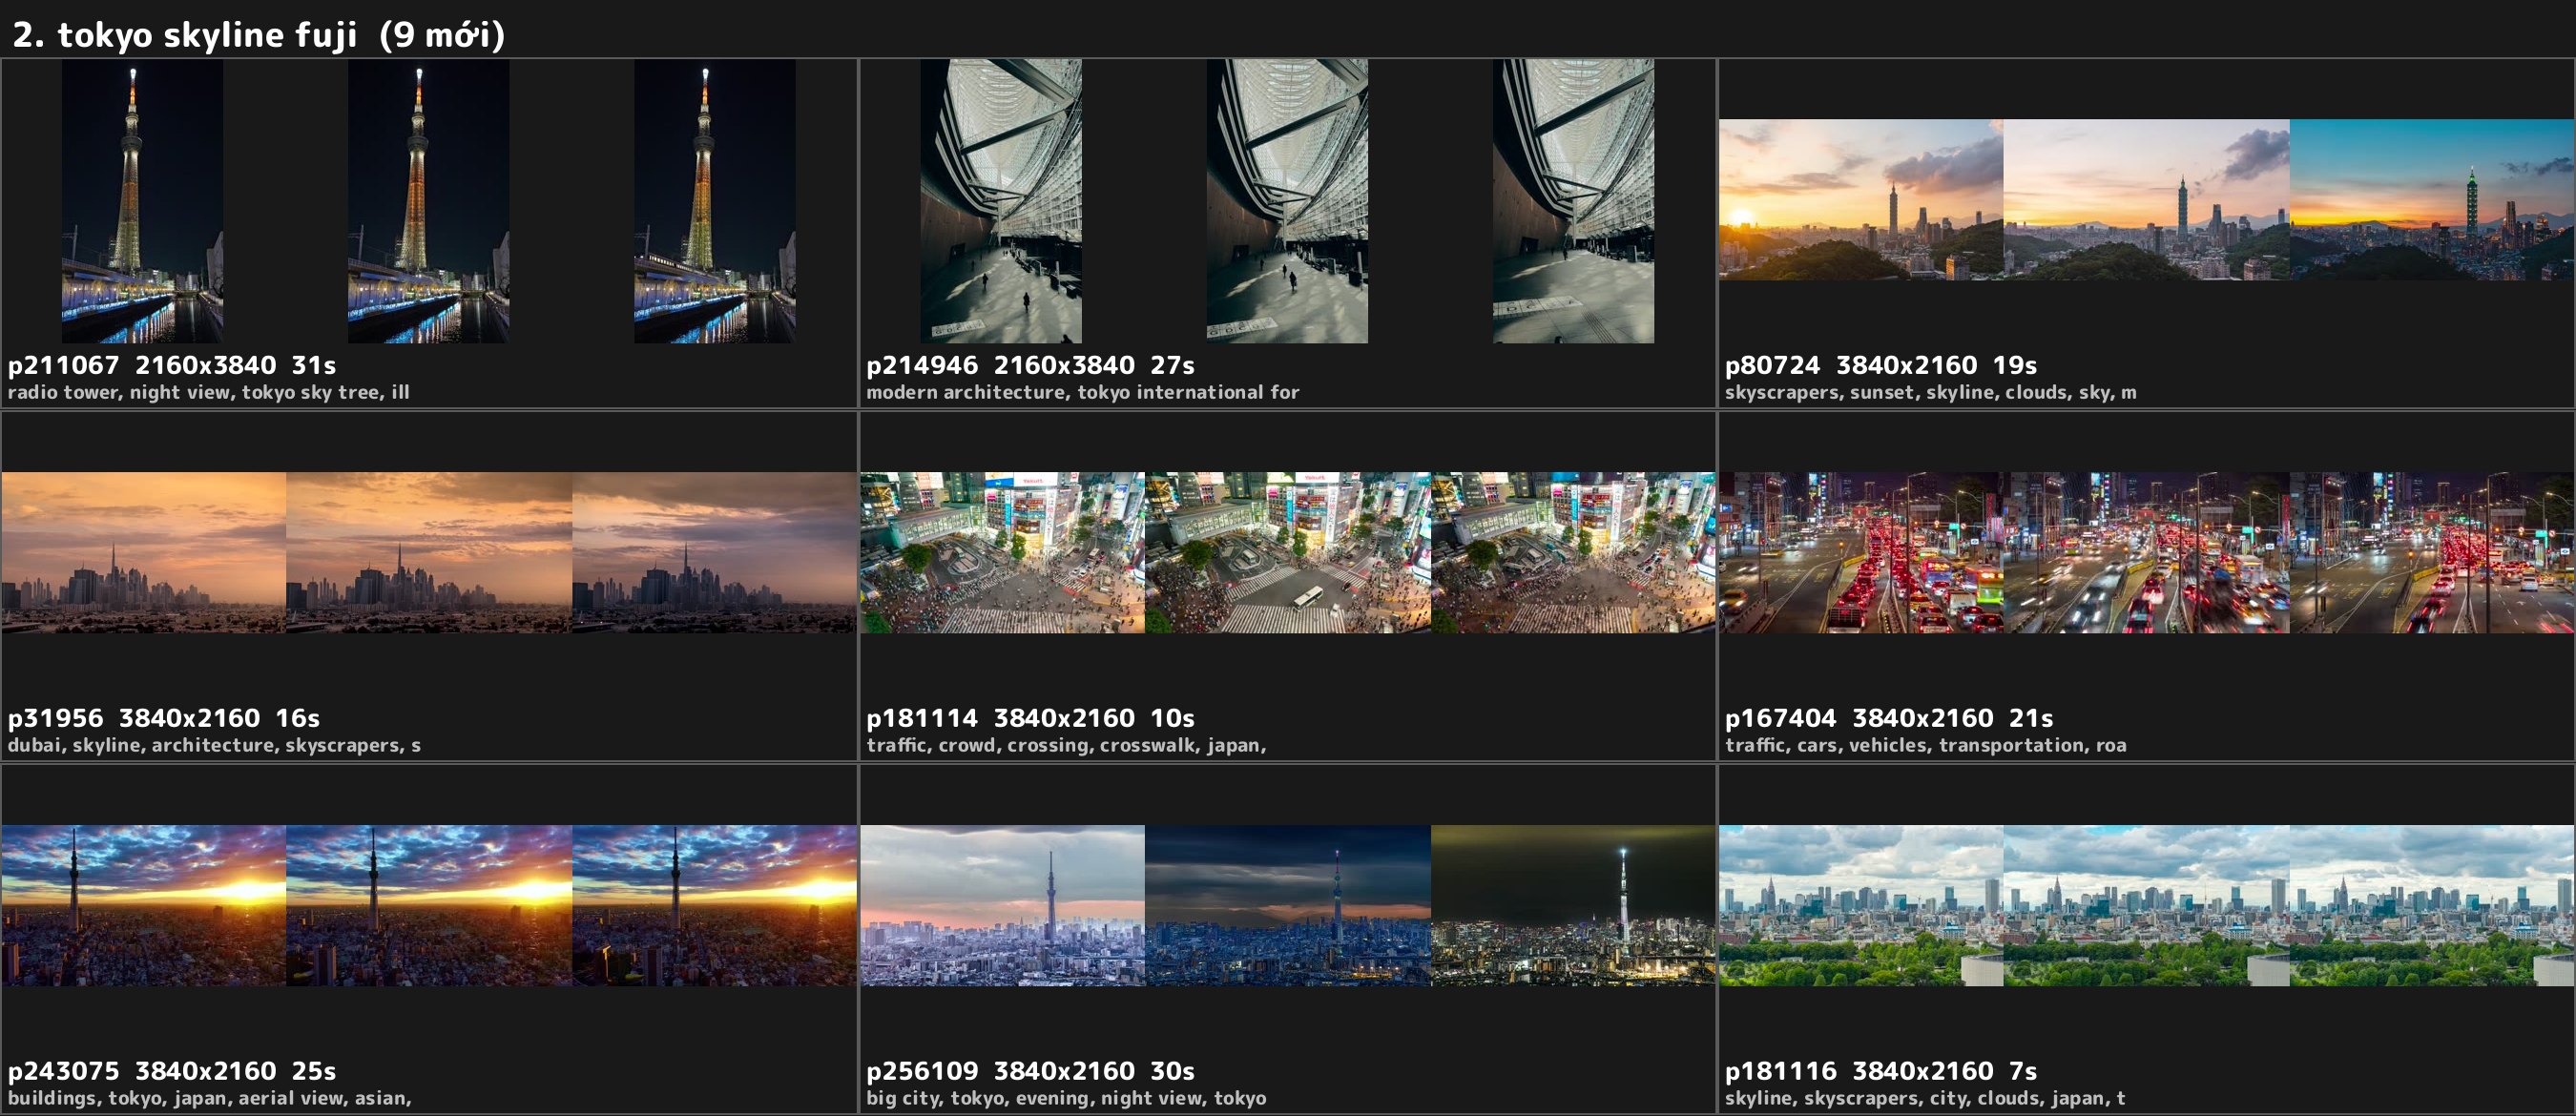 2. tokyo skyline fuji (9 mới)
p211067 2160x3840 31s
radio tower, night view, tokyo sky tree, ill
p214946 2160x3840 27s
modern architecture, tokyo international for
p80724 3840x2160 19s
skyscrapers, sunset, skyline, clouds, sky, m
p31956 3840x2160 16s
dubai, skyline, architecture, skyscrapers, s
p181114 3840x2160 10s
traffic, crowd, crossing, crosswalk, japan,
p167404 3840x2160 21s
traffic, cars, vehicles, transportation, roa
p243075 3840x2160 25s
buildings, tokyo, japan, aerial view, asian,
p256109 3840x2160 30s
big city, tokyo, evening, night view, tokyo
p181116 3840x2160 7s
skyline, skyscrapers, city, clouds, japan, t